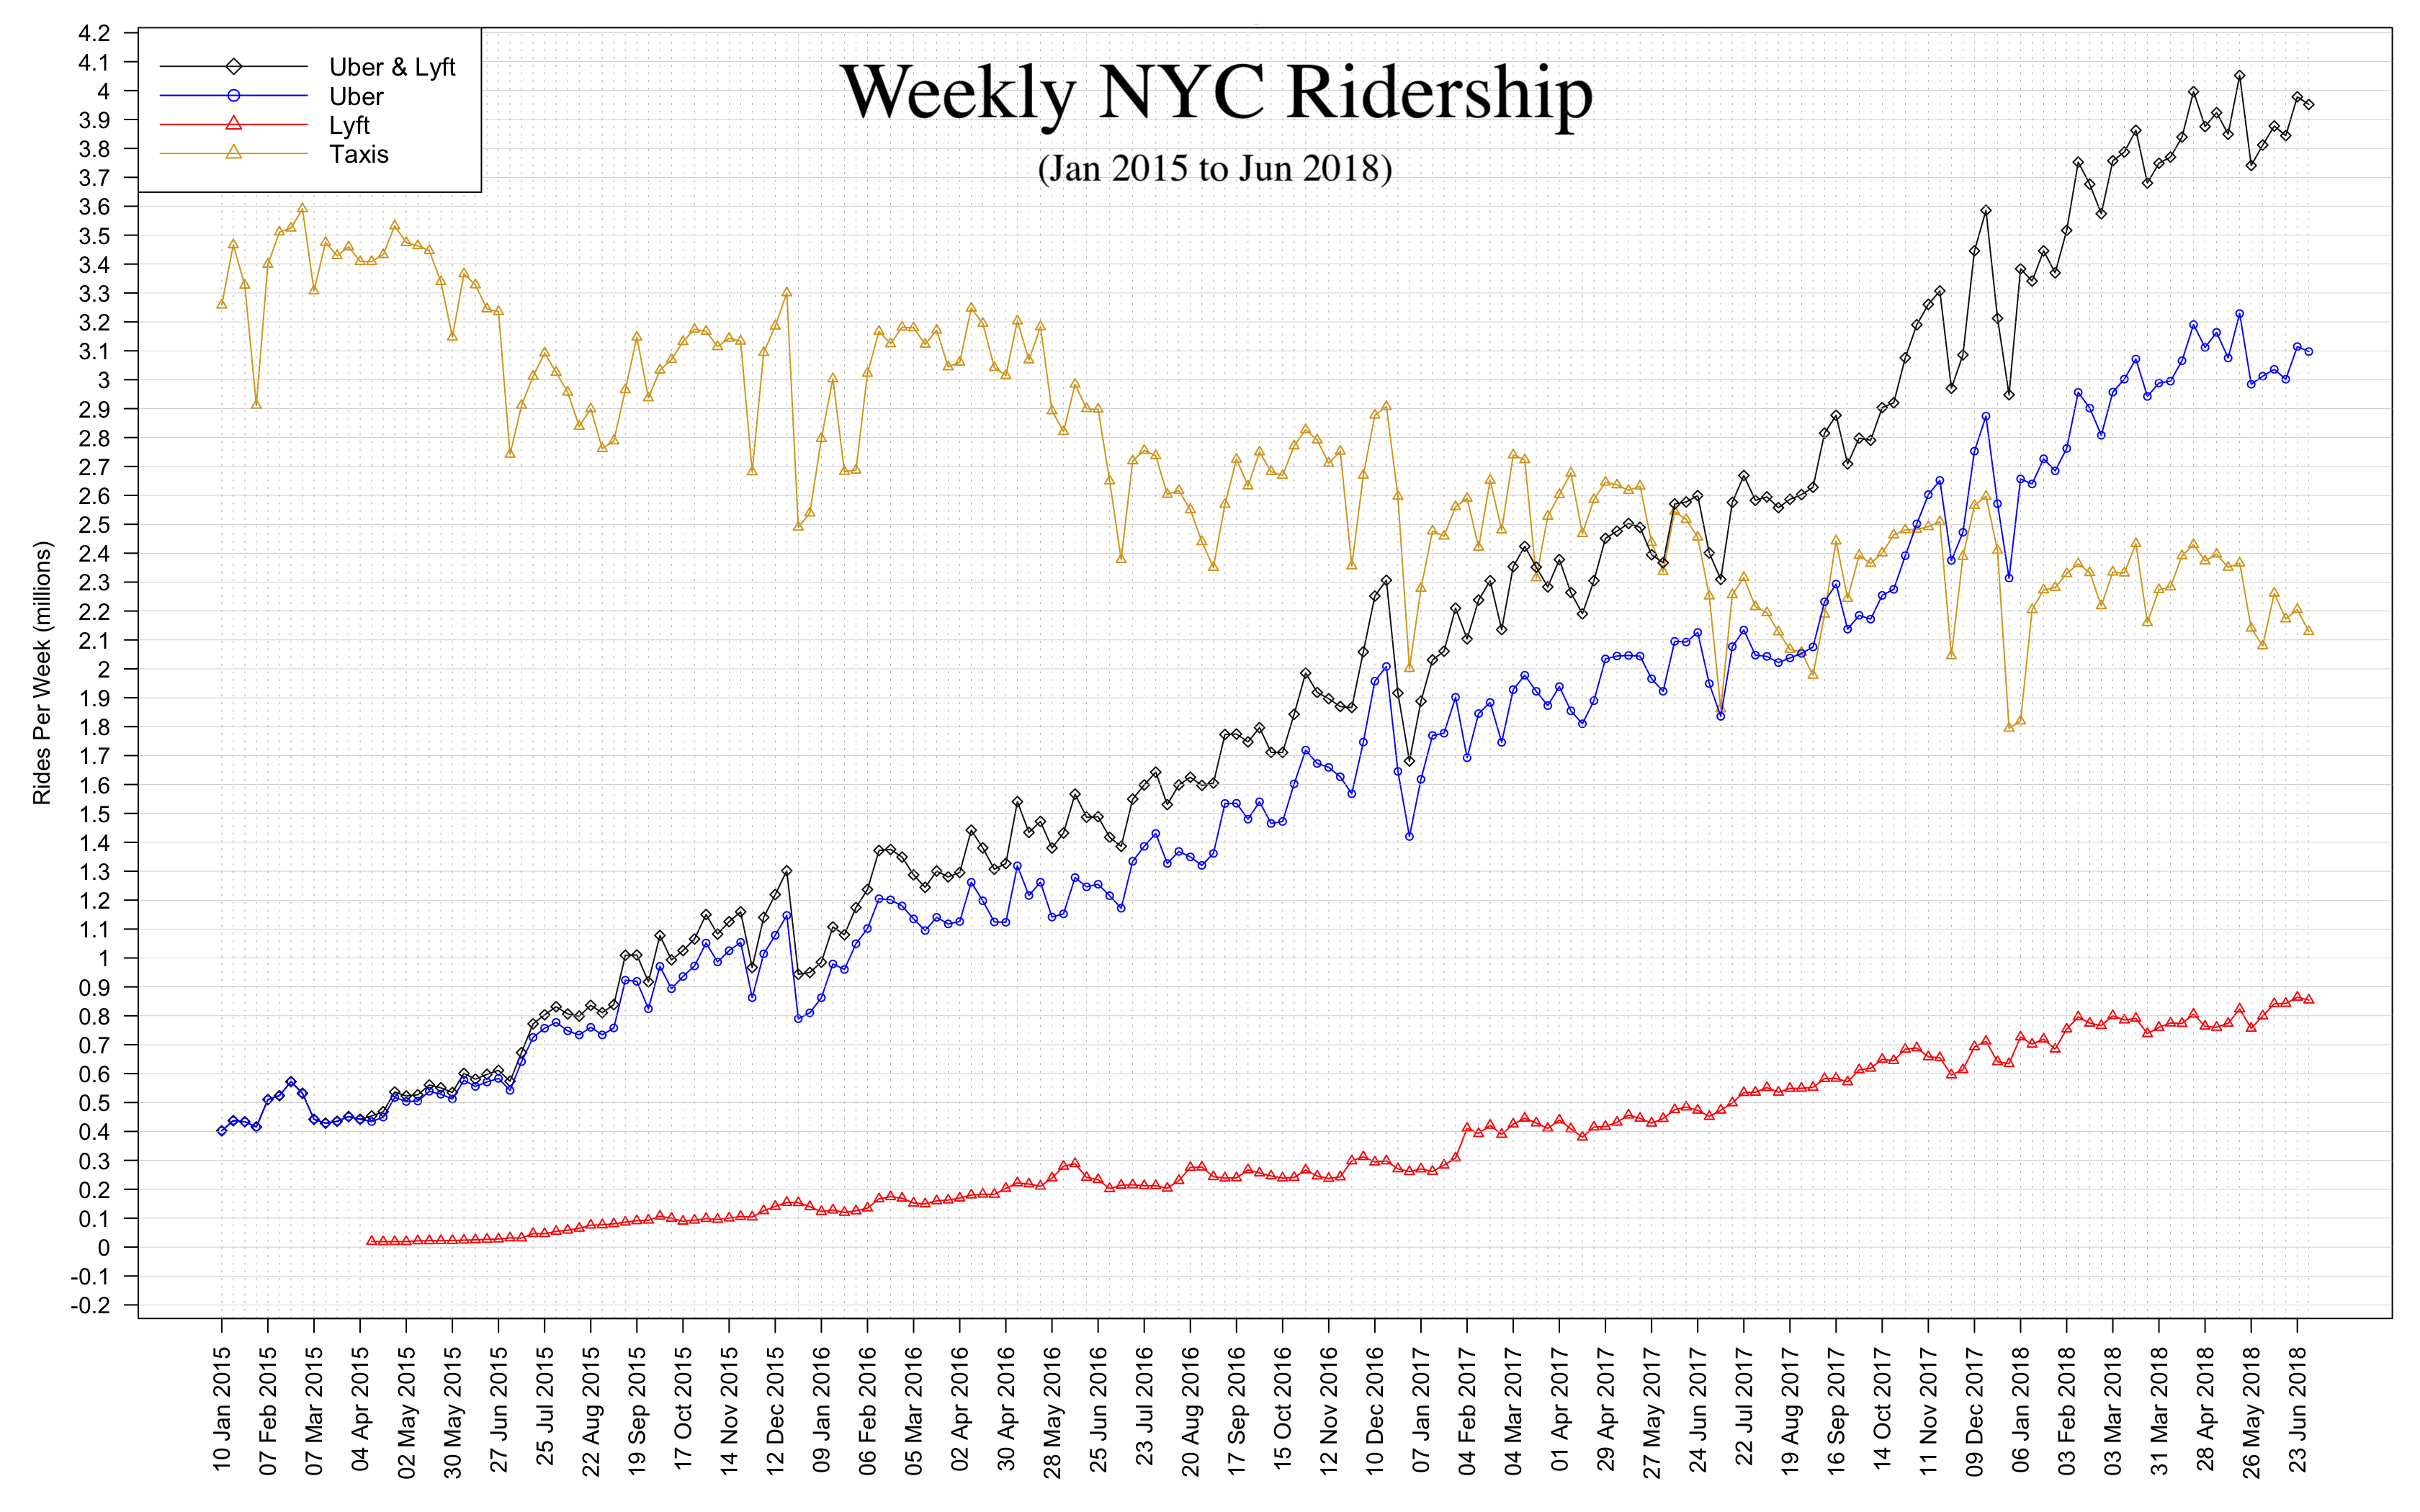 Weekly NYC Ridership
(Jan 2015 to Jun 2018)
Uber & Lyft
Uber
Lyft
Taxis
Rides Per Week (millions)
4.2
4.1
4
3.9
3.8
3.7
3.6
3.5
3.4
3.3
3.2
3.1
3
2.9
2.8
2.7
2.6
2.5
2.4
2.3
2.2
2.1
2
1.9
1.8
1.7
1.6
1.5
1.4
1.3
1.2
1.1
1
0.9
0.8
0.7
0.6
0.5
0.4
0.3
0.2
0.1
0
-0.1
-0.2
10 Jan 2015
07 Feb 2015
07 Mar 2015
04 Apr 2015
02 May 2015
30 May 2015
27 Jun 2015
25 Jul 2015
22 Aug 2015
19 Sep 2015
17 Oct 2015
14 Nov 2015
12 Dec 2015
09 Jan 2016
06 Feb 2016
05 Mar 2016
02 Apr 2016
30 Apr 2016
28 May 2016
25 Jun 2016
23 Jul 2016
20 Aug 2016
17 Sep 2016
15 Oct 2016
12 Nov 2016
10 Dec 2016
07 Jan 2017
04 Feb 2017
04 Mar 2017
01 Apr 2017
29 Apr 2017
27 May 2017
24 Jun 2017
22 Jul 2017
19 Aug 2017
16 Sep 2017
14 Oct 2017
11 Nov 2017
09 Dec 2017
06 Jan 2018
03 Feb 2018
03 Mar 2018
31 Mar 2018
28 Apr 2018
26 May 2018
23 Jun 2018